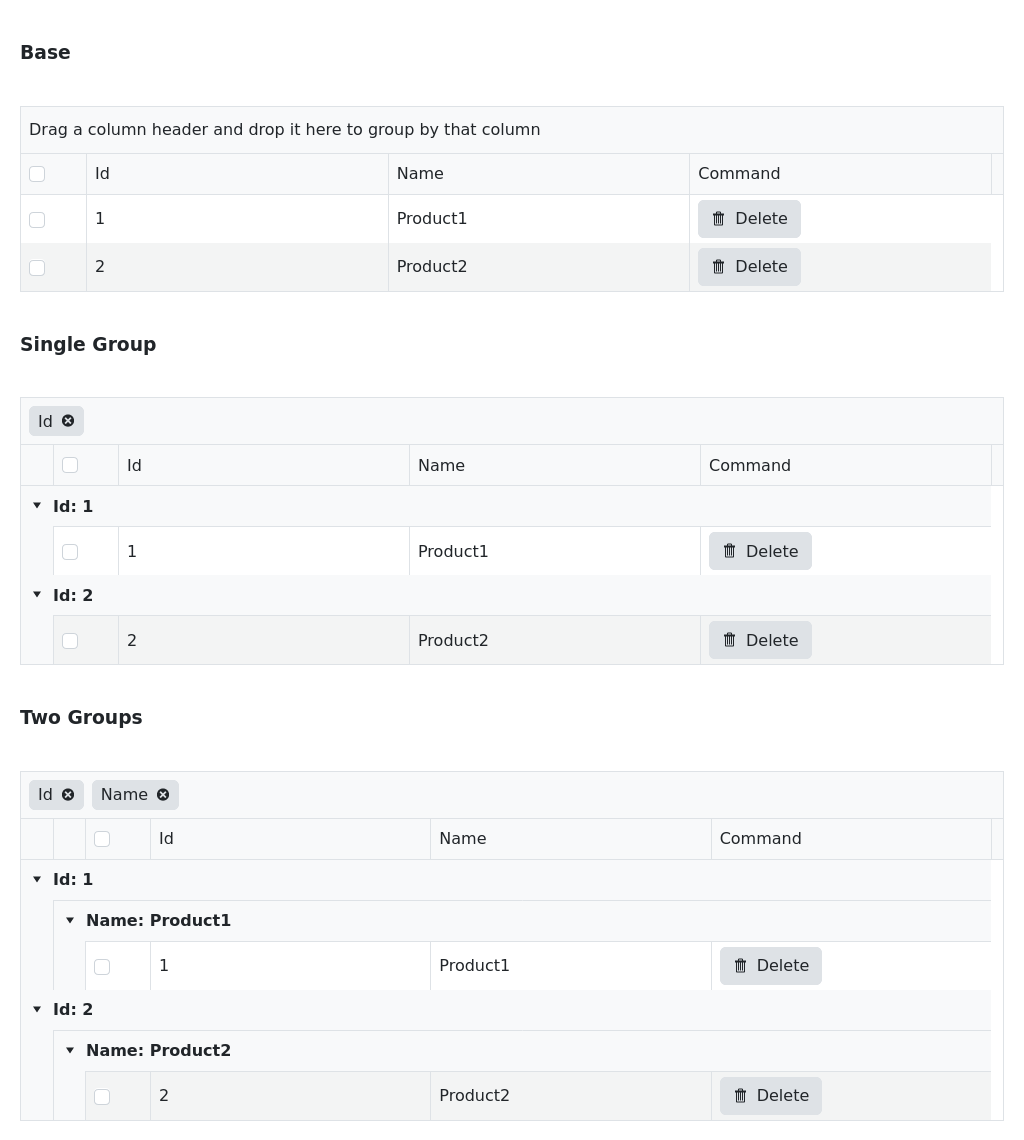 Base
Drag a column header and drop it here to group by that column
Id Name Command
1 Product1 Delete
2 Product2 Delete
Single Group
Id
Id Name Command
Id: 1
1 Product1 Delete
Id: 2
2 Product2 Delete
Two Groups
Id Name
Id Name Command
Id: 1
Name: Product1
1 Product1 Delete
Id: 2
Name: Product2
2 Product2 Delete